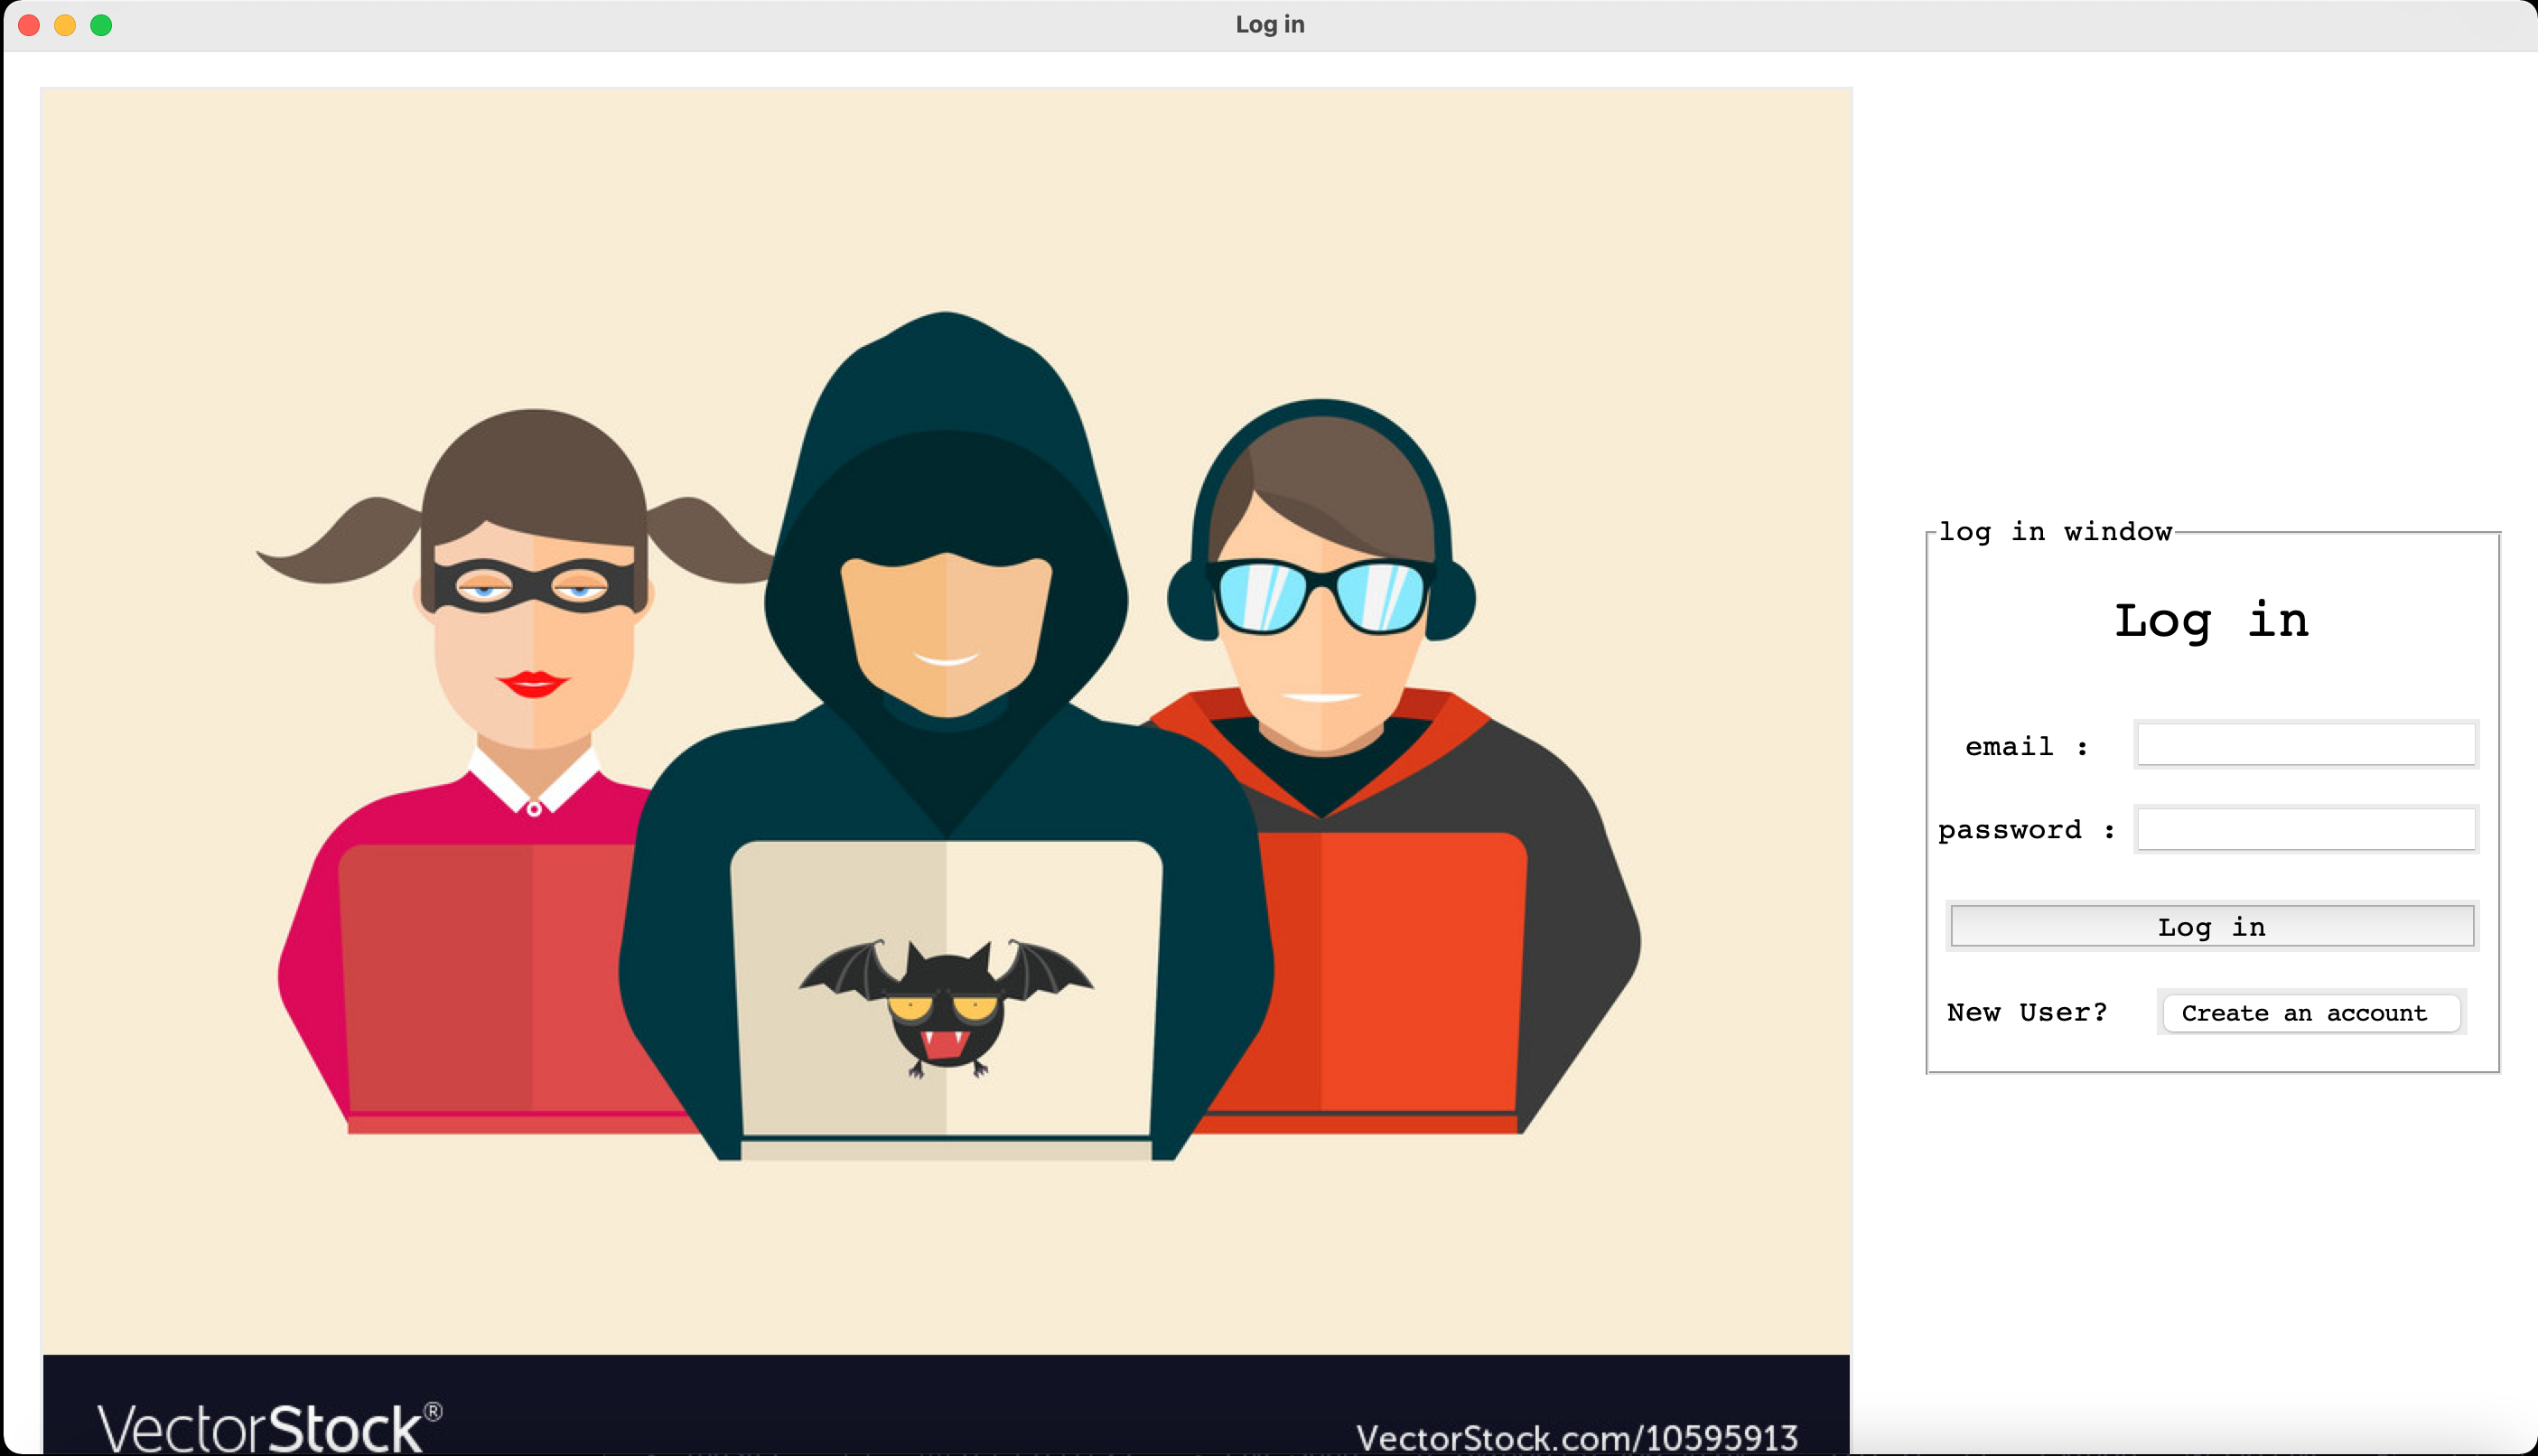 Log in
log in window
Log in
email :
password :
Log in
New User? Create an account
VectorStock®
VectorStock.com/10595913